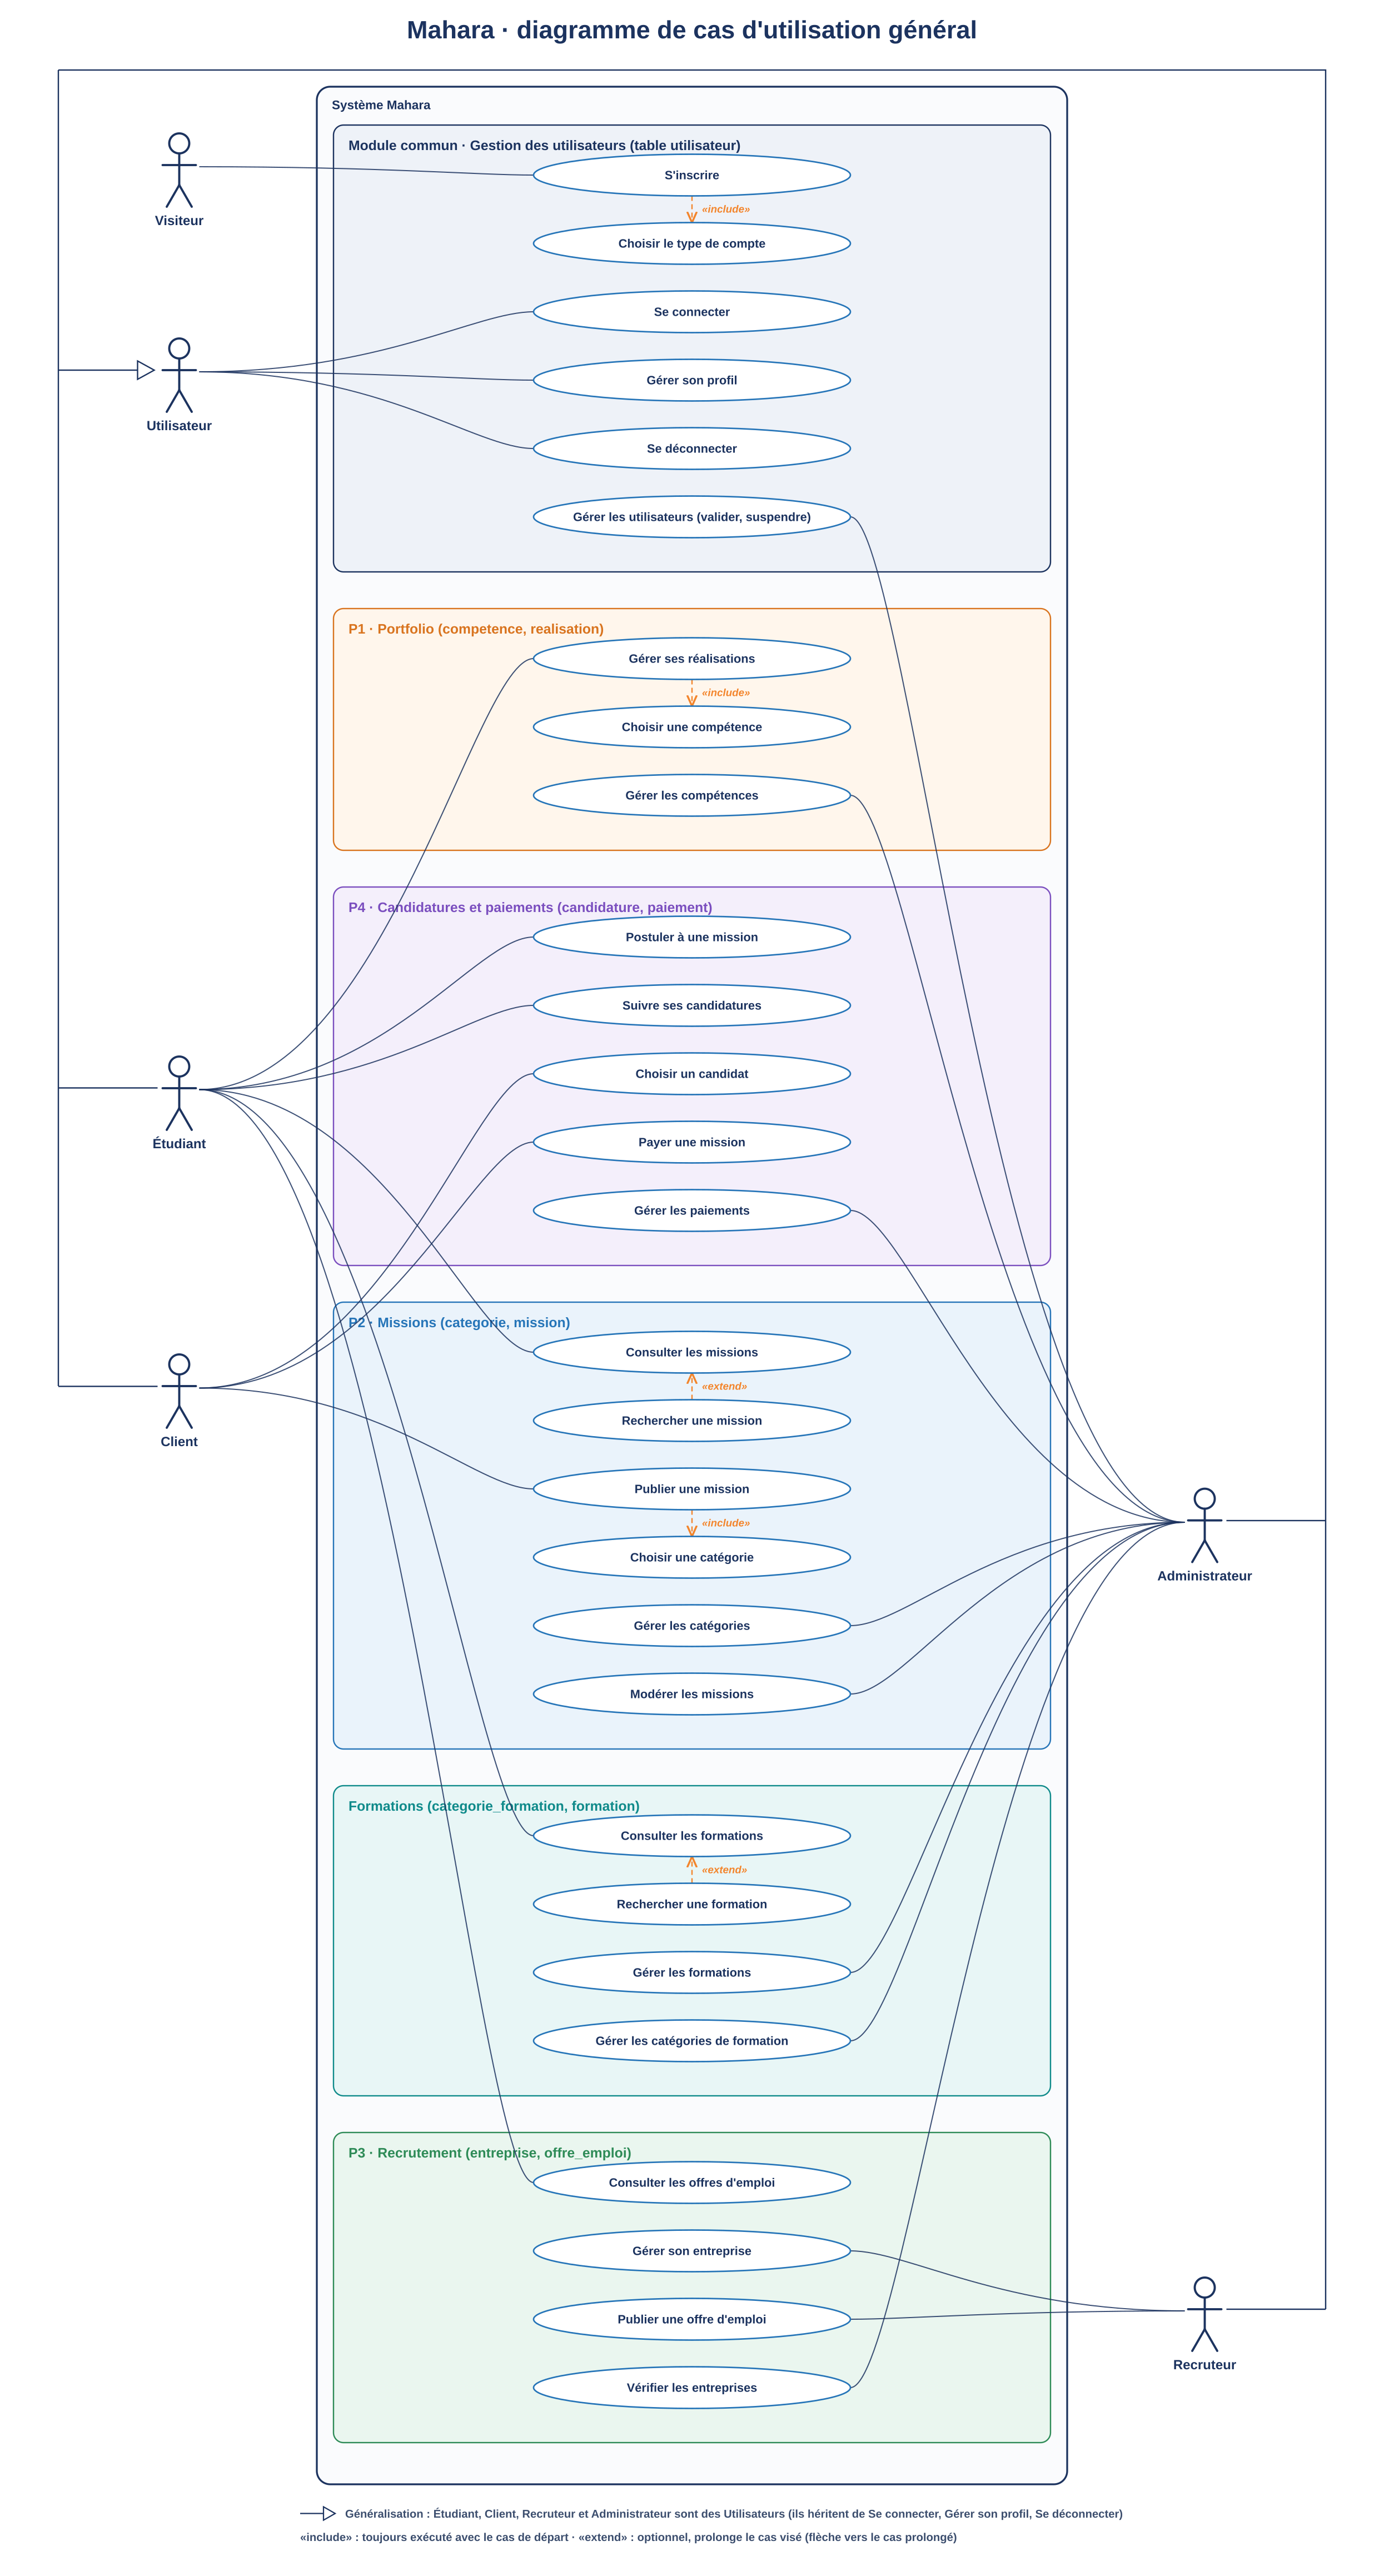 Mahara · diagramme de cas d'utilisation général
Système Mahara
Module commun · Gestion des utilisateurs (table utilisateur)
S'inscrire
Visiteur
«include»
Choisir le type de compte
Se connecter
Gérer son profil
Utilisateur
Se déconnecter
Gérer les utilisateurs (valider, suspendre)
P1 · Portfolio (competence, realisation)
Gérer ses réalisations
«include»
Choisir une compétence
Gérer les compétences
P4 · Candidatures et paiements (candidature, paiement)
Postuler à une mission
Suivre ses candidatures
Choisir un candidat
Étudiant
Payer une mission
Gérer les paiements
P2 · Missions (categorie, mission)
Consulter les missions
«extend»
Rechercher une mission
Client
Publier une mission
«include»
Choisir une catégorie
Administrateur
Gérer les catégories
Modérer les missions
Formations (categorie_formation, formation)
Consulter les formations
«extend»
Rechercher une formation
Gérer les formations
Gérer les catégories de formation
P3 · Recrutement (entreprise, offre_emploi)
Consulter les offres d'emploi
Gérer son entreprise
Publier une offre d'emploi
Recruteur
Vérifier les entreprises
Généralisation : Étudiant, Client, Recruteur et Administrateur sont des Utilisateurs (ils héritent de Se connecter, Gérer son profil, Se déconnecter)
«include» : toujours exécuté avec le cas de départ · «extend» : optionnel, prolonge le cas visé (flèche vers le cas prolongé)